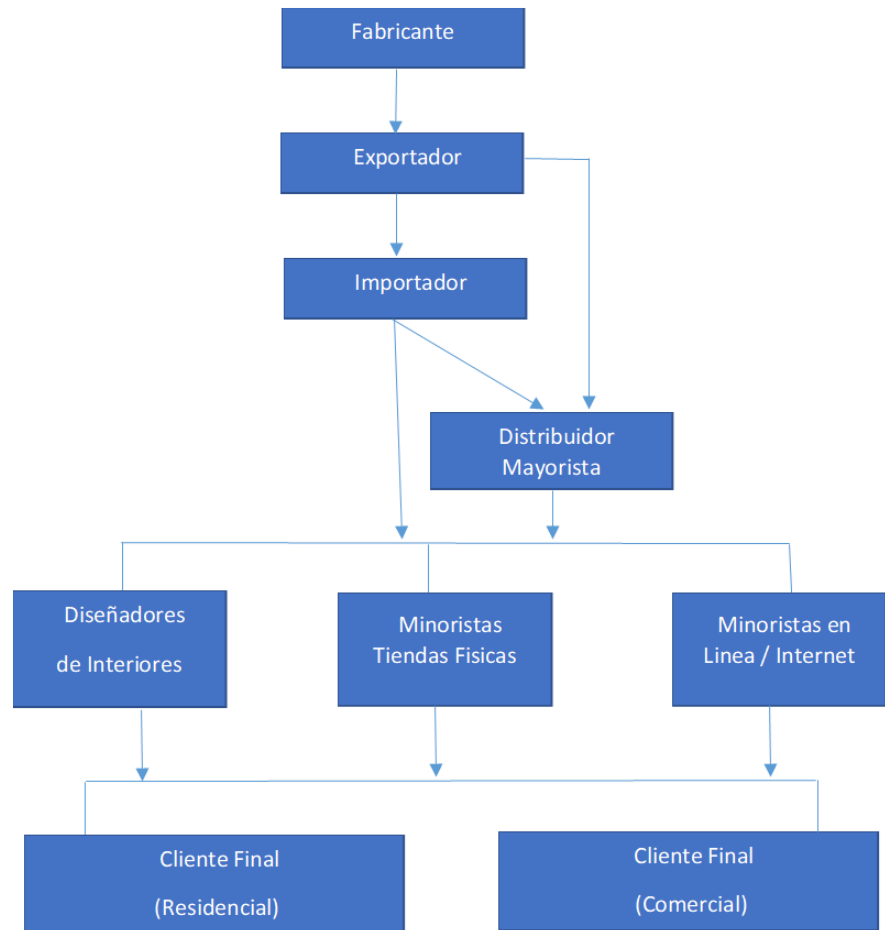 Fabricante
Exportador
Importador
Distribuidor
Mayorista
Diseñadores
de Interiores
Minoristas
Tiendas Fisicas
Minoristas en
Linea / Internet
Cliente Final
(Residencial)
Cliente Final
(Comercial)